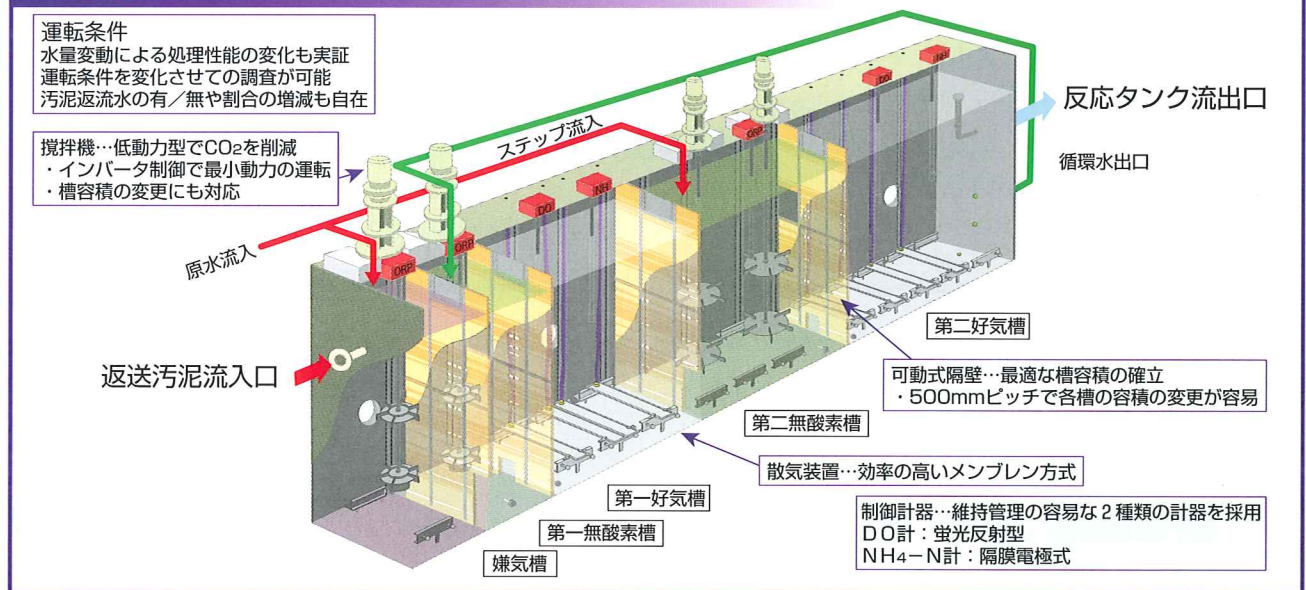 運転条件
水量変動による処理性能の変化も実証
運転条件を変化させての調査が可能
汚泥返流水の有／無や割合の増減も自在
撹拌機…低動力型でCO₂を削減
・インバータ制御で最小動力の運転
・槽容積の変更にも対応
ステップ流入
原水流入
返送汚泥流入口
ORP
ORP
DO
NH
ORP
DO
NH
反応タンク流出口
循環水出口
第二好気槽
可動式隔壁…最適な槽容積の確立
・500mmピッチで各槽の容積の変更が容易
第二無酸素槽
散気装置…効率の高いメンブレン方式
第一好気槽
第一無酸素槽
嫌気槽
制御計器…維持管理の容易な2種類の計器を採用
DO計：蛍光反射型
NH₄－N計：隔膜電極式